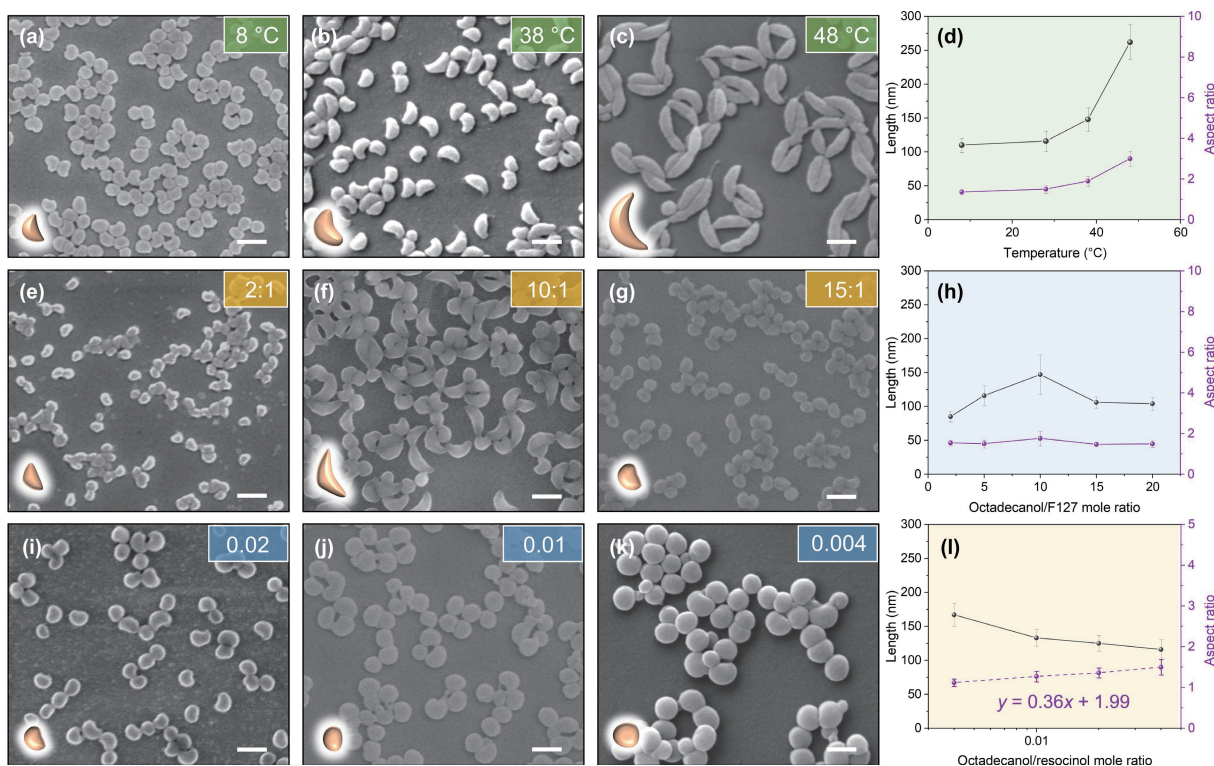 (a) 8 °C
(b) 38 °C
(c) 48 °C
(d)
300
250
200
150
100
50
0
Length (nm)
10
8
6
4
2
0
Aspect ratio
0 20 40 60
Temperature (°C)
(e) 2:1
(f) 10:1
(g) 15:1
(h)
300
250
200
150
100
50
0
Length (nm)
10
8
6
4
2
0
Aspect ratio
0 5 10 15 20
Octadecanol/F127 mole ratio
(i) 0.02
(j) 0.01
(k) 0.004
(l)
300
250
200
150
100
50
0
Length (nm)
5
4
3
2
1
0
Aspect ratio
y = 0.36x + 1.99
0.01
Octadecanol/resocinol mole ratio